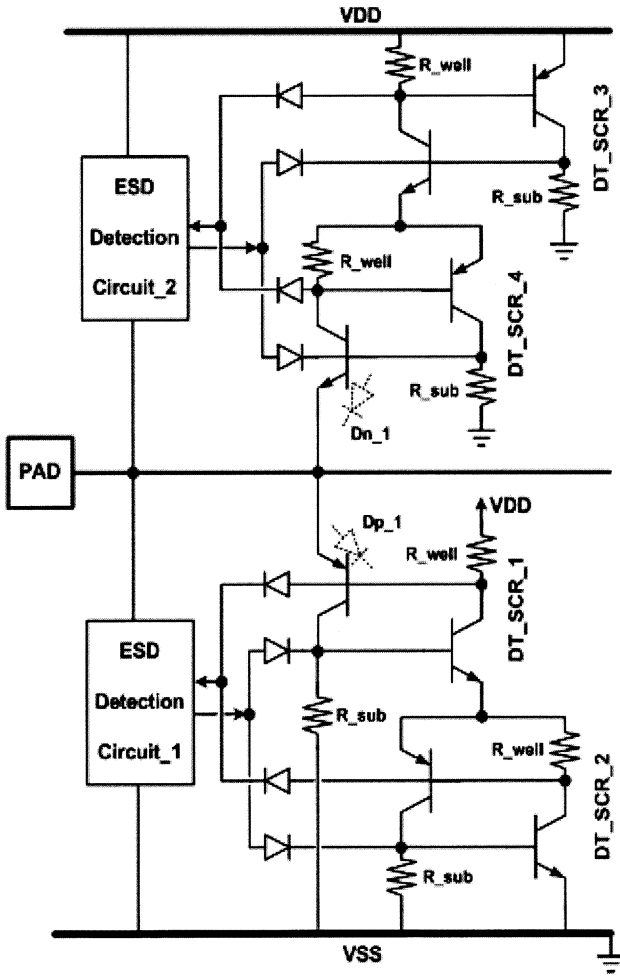 VDD
R_well
DT_SCR_3
ESD
Detection
Circuit_2
R_sub
R_well
DT_SCR_4
R_sub
Dn_1
PAD
Dp_1
VDD
R_well
DT_SCR_1
ESD
Detection
Circuit_1
R_sub
R_well
DT_SCR_2
R_sub
VSS